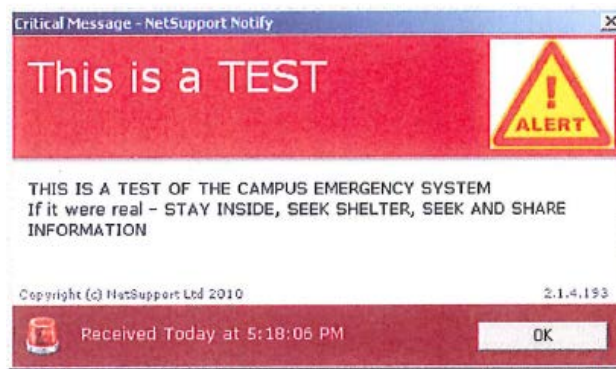 Critical Message - NetSupport Notify
This is a TEST
!
ALERT
THIS IS A TEST OF THE CAMPUS EMERGENCY SYSTEM
If it were real - STAY INSIDE, SEEK SHELTER, SEEK AND SHARE
INFORMATION
Copyright (c) NetSupport Ltd 2010 2.1.4.193
Received Today at 5:18:06 PM OK